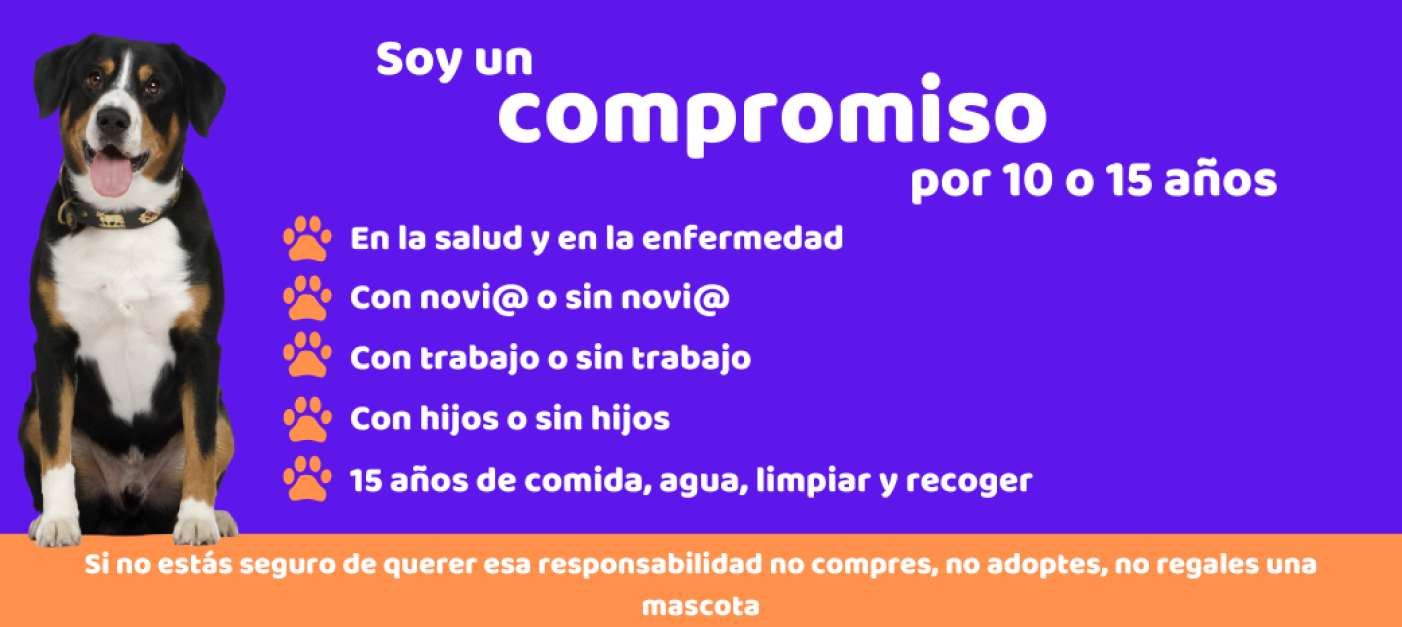 Soy un
compromiso
por 10 o 15 años
En la salud y en la enfermedad
Con novi@ o sin novi@
Con trabajo o sin trabajo
Con hijos o sin hijos
15 años de comida, agua, limpiar y recoger
Si no estás seguro de querer esa responsabilidad no compres, no adoptes, no regales una
mascota